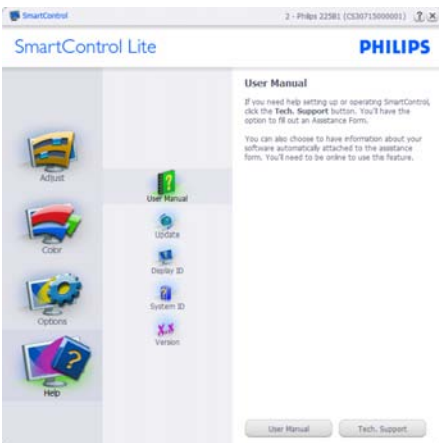 SmartControl
2 - Philips 225B1 (CS30715000001)
SmartControl Lite
PHILIPS
Adjust
Color
Options
Help
User Manual
Update
Display ID
System ID
Version
User Manual
If you need help setting up or operating SmartControl,
click the Tech. Support button. You'll have the
option to fill out an Assistance Form.
You can also choose to have information about your
software automatically attached to the assistance
form. You'll need to be online to use the feature.
User Manual
Tech. Support